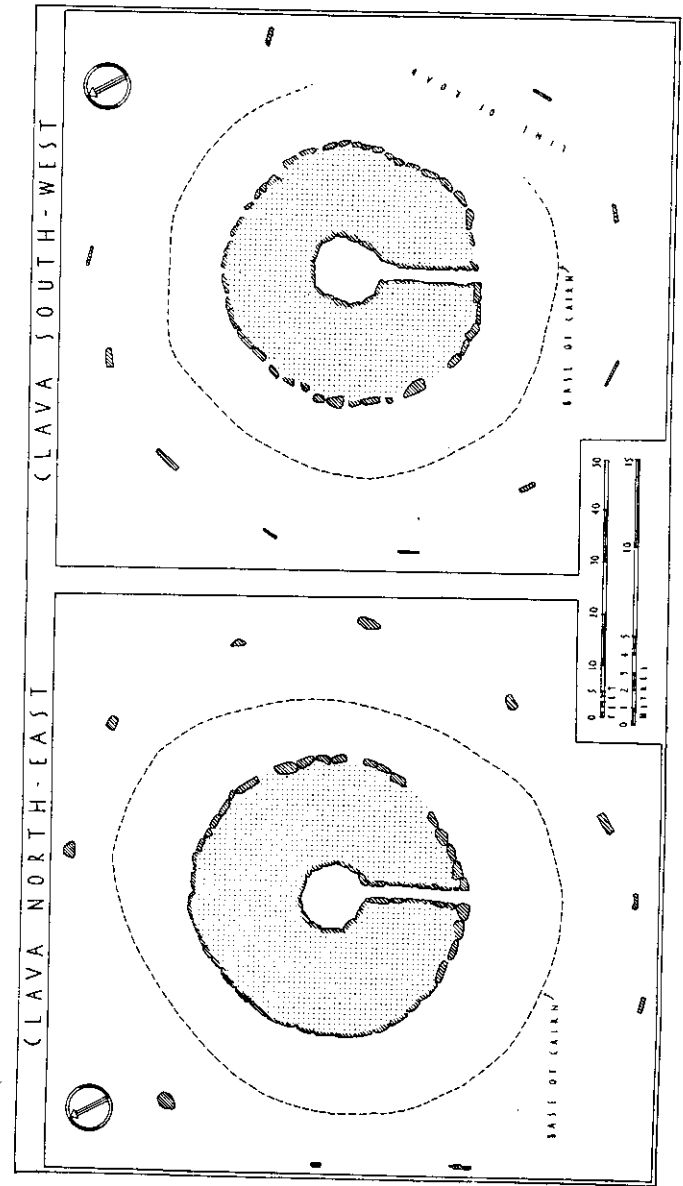 CLAVA NORTH-EAST
BASE OF CAIRN
CLAVA SOUTH-WEST
LINE OF ROAD
BASE OF CAIRN
0 5 10 20 30 40 50
FEET
0 1 2 3 4 5 10 15
METRES